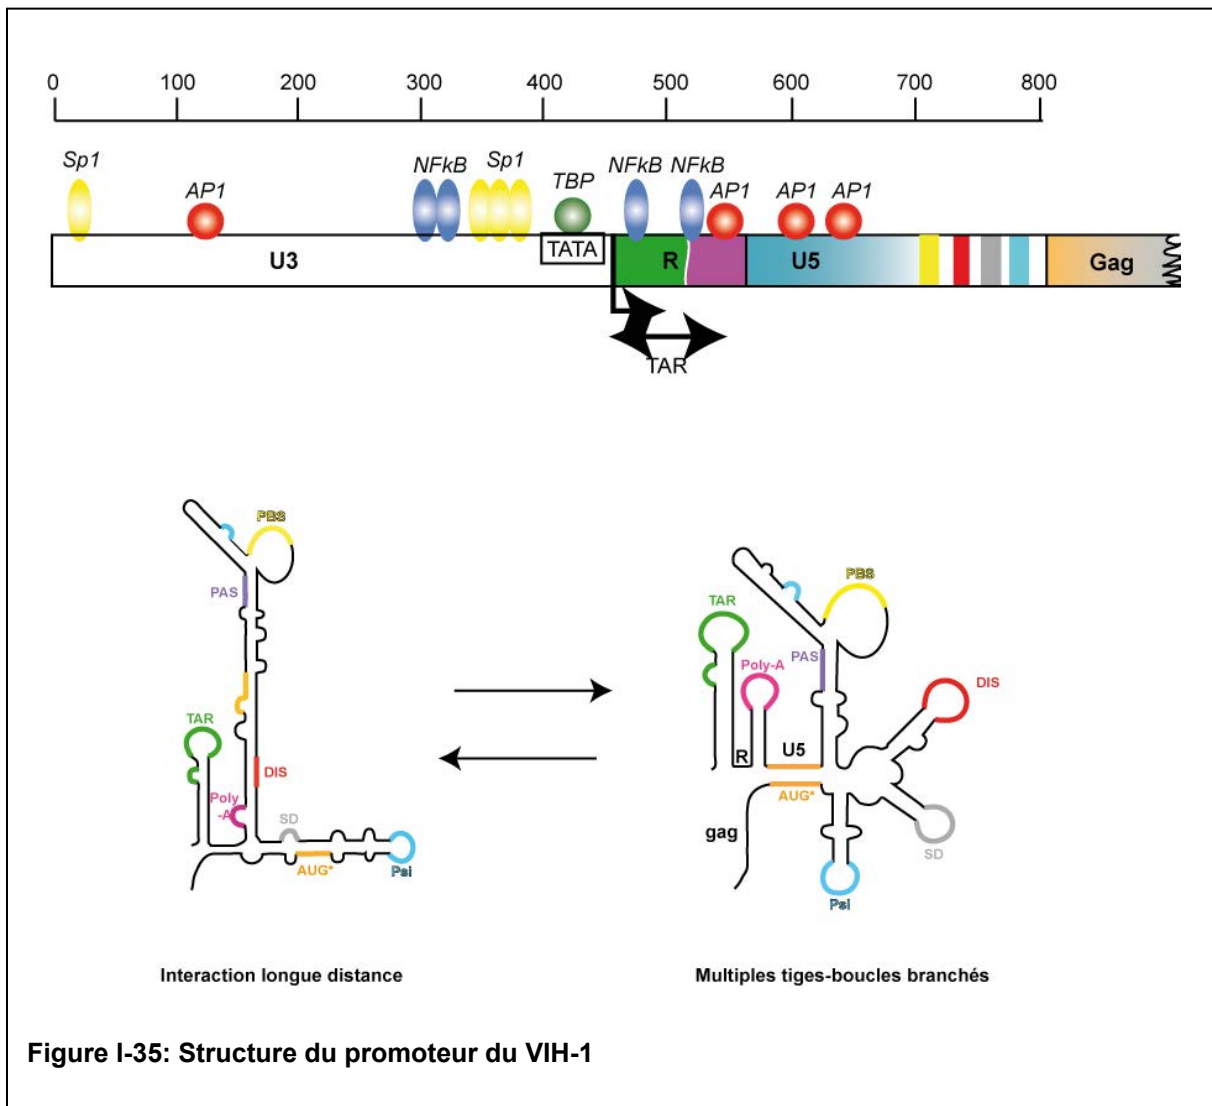 0 100 200 300 400 500 600 700 800
Sp1 AP1 NFkB Sp1 TBP NFkB NFkB AP1 AP1 AP1
TATA
U3 R U5 Gag
TAR
PBS
PAS
TAR
DIS
Poly
-A
SD
AUG*
Psi
PBS
TAR
PAS
Poly-A
DIS
R
U5
AUG*
gag
SD
Psi
Interaction longue distance
Multiples tiges-boucles branchés
Figure I-35: Structure du promoteur du VIH-1